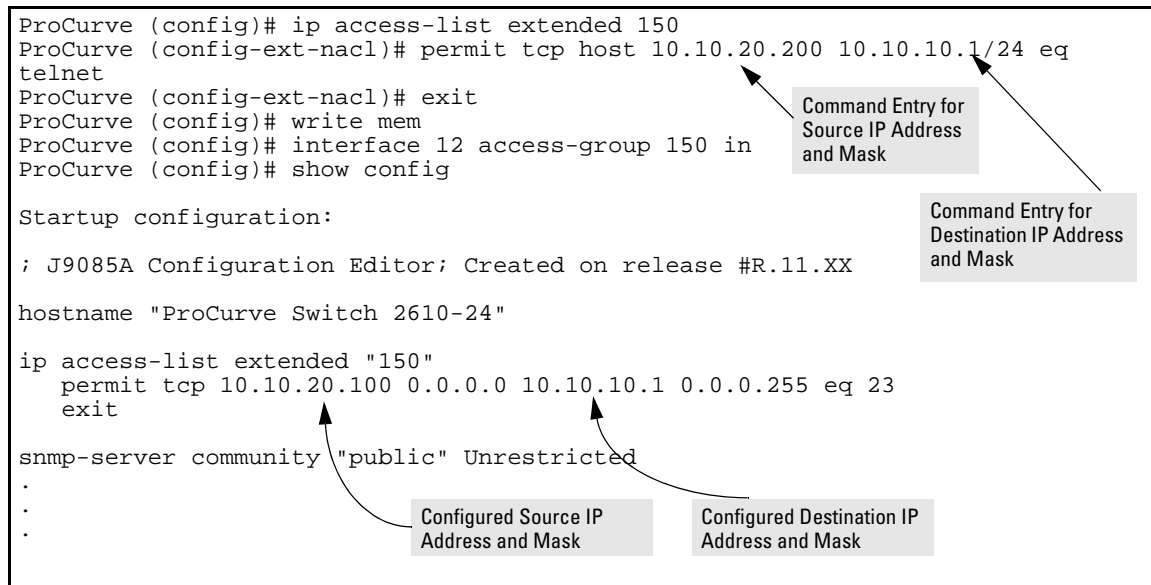 ProCurve (config)# ip access-list extended 150
ProCurve (config-ext-nacl)# permit tcp host 10.10.20.200 10.10.10.1/24 eq
telnet
ProCurve (config-ext-nacl)# exit
ProCurve (config)# write mem
ProCurve (config)# interface 12 access-group 150 in
ProCurve (config)# show config
Command Entry for
Source IP Address
and Mask
Command Entry for
Destination IP Address
and Mask
Startup configuration:
; J9085A Configuration Editor; Created on release #R.11.XX
hostname "ProCurve Switch 2610-24"
ip access-list extended "150"
permit tcp 10.10.20.100 0.0.0.0 10.10.10.1 0.0.0.255 eq 23
exit
snmp-server community "public" Unrestricted
.
.
.
Configured Source IP
Address and Mask
Configured Destination IP
Address and Mask